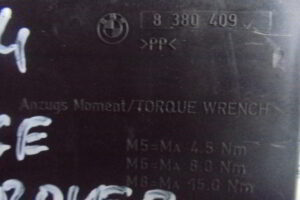 8 380 409
>PP<
4
Anzugs Moment/TORQUE WRENCH
M5=MA 4.5 Nm
M6=MA 8.0 Nm
M8=MA 15.0 Nm